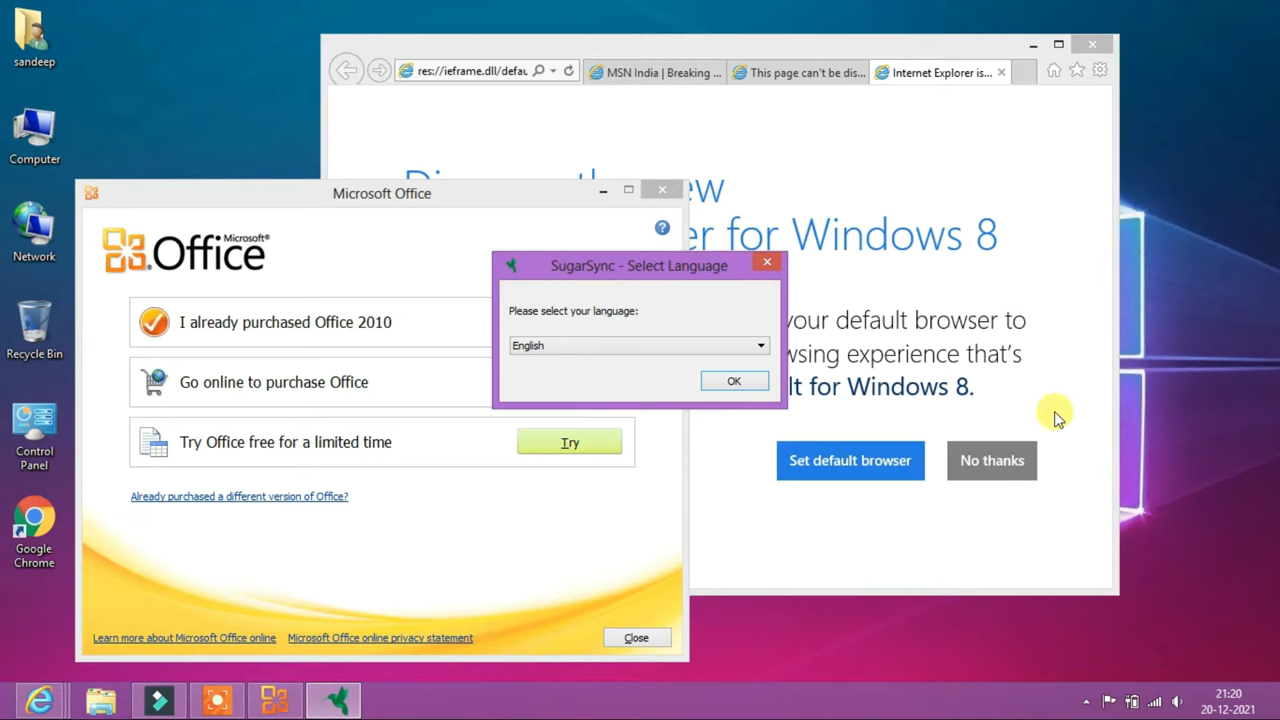 sandeep
Computer
Network
Recycle Bin
Control
Panel
Google
Chrome
res://ieframe.dll/defau
MSN India | Breaking ...
This page can't be dis...
Internet Explorer is...
ew
er for Windows 8
your default browser to
wsing experience that's
lt for Windows 8.
Set default browser
No thanks
Microsoft Office
Microsoft®
Office
I already purchased Office 2010
Go online to purchase Office
Try Office free for a limited time
Try
Already purchased a different version of Office?
Learn more about Microsoft Office online
Microsoft Office online privacy statement
Close
SugarSync - Select Language
Please select your language:
English
OK
21:20
20-12-2021